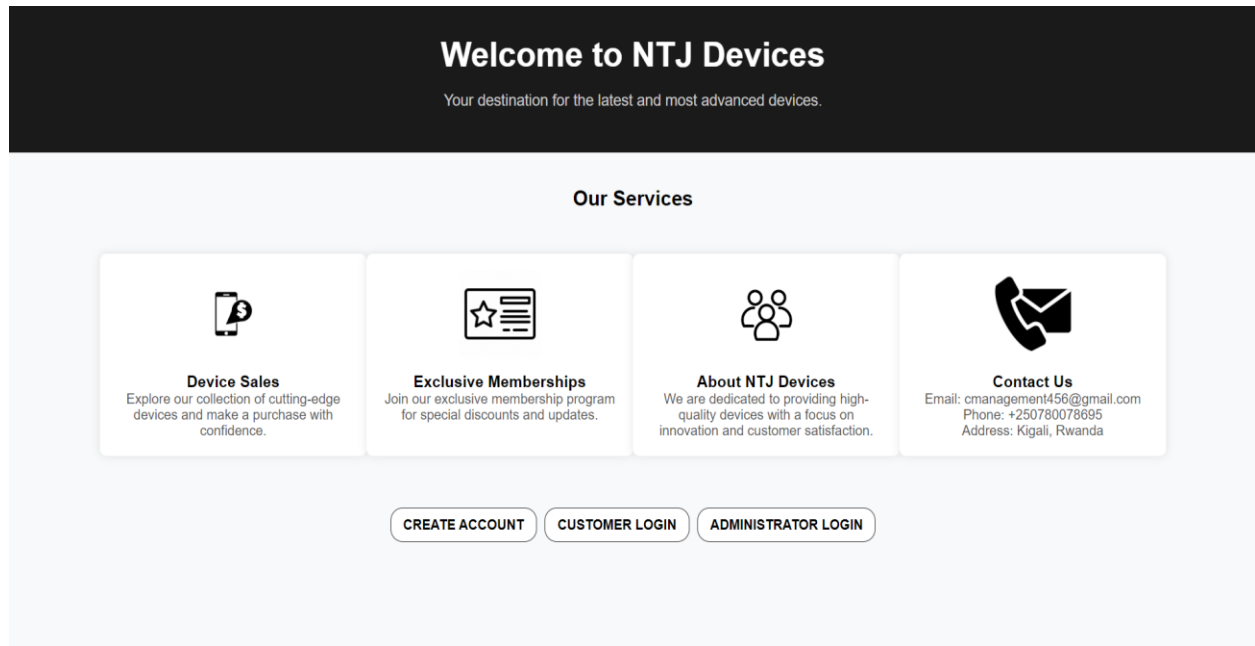 Welcome to NTJ Devices
Your destination for the latest and most advanced devices.
Our Services
Device Sales
Explore our collection of cutting-edge
devices and make a purchase with
confidence.
Exclusive Memberships
Join our exclusive membership program
for special discounts and updates.
About NTJ Devices
We are dedicated to providing high-
quality devices with a focus on
innovation and customer satisfaction.
Contact Us
Email: cmanagement456@gmail.com
Phone: +250780078695
Address: Kigali, Rwanda
CREATE ACCOUNT
CUSTOMER LOGIN
ADMINISTRATOR LOGIN